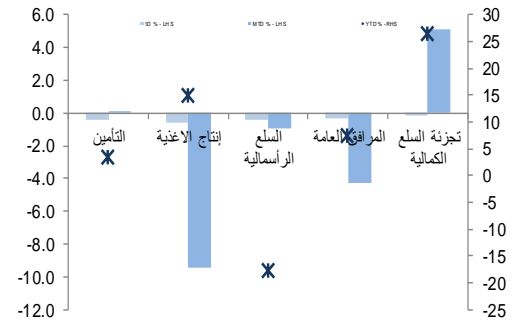 1D % - LHS
MTD % - LHS
YTD % - RHS
6.0
4.0
2.0
0.0
-2.0
-4.0
-6.0
-8.0
-10.0
-12.0
30
25
20
15
10
5
0
-5
-10
-15
-20
-25
التأمين
إنتاج الاغذية
السلع
الرأسمالية
المرافق العامة
تجزئة السلع
الكمالية